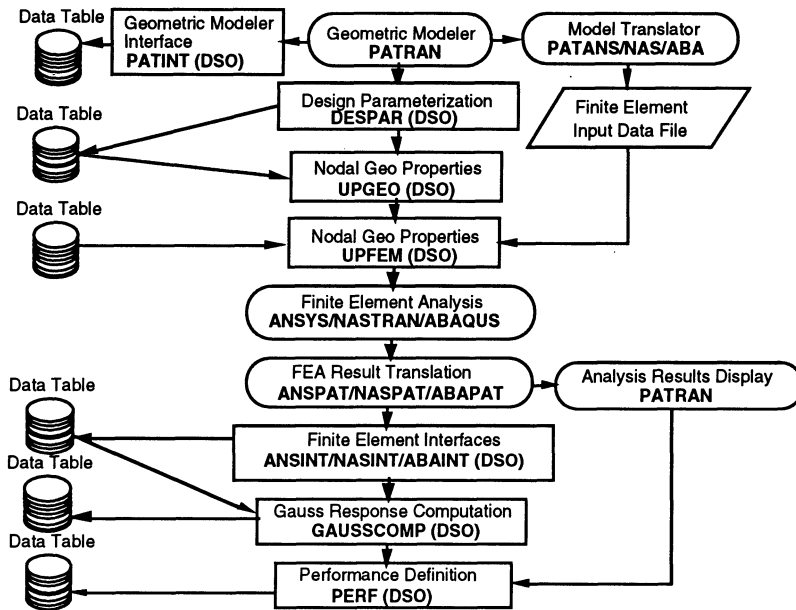 Data Table
Geometric Modeler
Interface
PATINT (DSO)
Geometric Modeler
PATRAN
Model Translator
PATANS/NAS/ABA
Design Parameterization
DESPAR (DSO)
Finite Element
Input Data File
Data Table
Nodal Geo Properties
UPGEO (DSO)
Data Table
Nodal Geo Properties
UPFEM (DSO)
Finite Element Analysis
ANSYS/NASTRAN/ABAQUS
FEA Result Translation
ANSPAT/NASPAT/ABAPAT
Analysis Results Display
PATRAN
Data Table
Finite Element Interfaces
ANSINT/NASINT/ABAINT (DSO)
Data Table
Gauss Response Computation
GAUSSCOMP (DSO)
Data Table
Performance Definition
PERF (DSO)